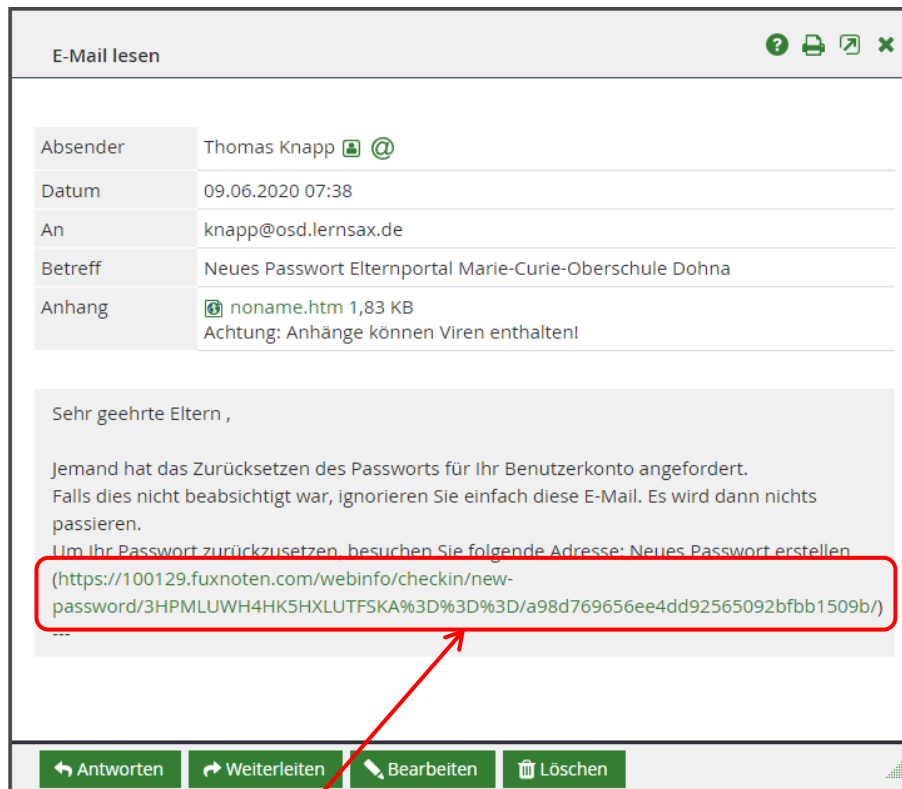 E-Mail lesen
Absender Thomas Knapp
Datum 09.06.2020 07:38
An knapp@osd.lernsax.de
Betreff Neues Passwort Elternportal Marie-Curie-Oberschule Dohna
Anhang noname.htm 1,83 KB
Achtung: Anhänge können Viren enthalten!
Sehr geehrte Eltern ,
Jemand hat das Zurücksetzen des Passworts für Ihr Benutzerkonto angefordert.
Falls dies nicht beabsichtigt war, ignorieren Sie einfach diese E-Mail. Es wird dann nichts
passieren.
Um Ihr Passwort zurückzusetzen, besuchen Sie folgende Adresse: Neues Passwort erstellen
(https://100129.fuxnoten.com/webinfo/checkin/new-
password/3HPMLUWH4HK5HXLUTFSKA%3D%3D%3D/a98d769656ee4dd92565092bfbb1509b/)
---
Antworten Weiterleiten Bearbeiten Löschen